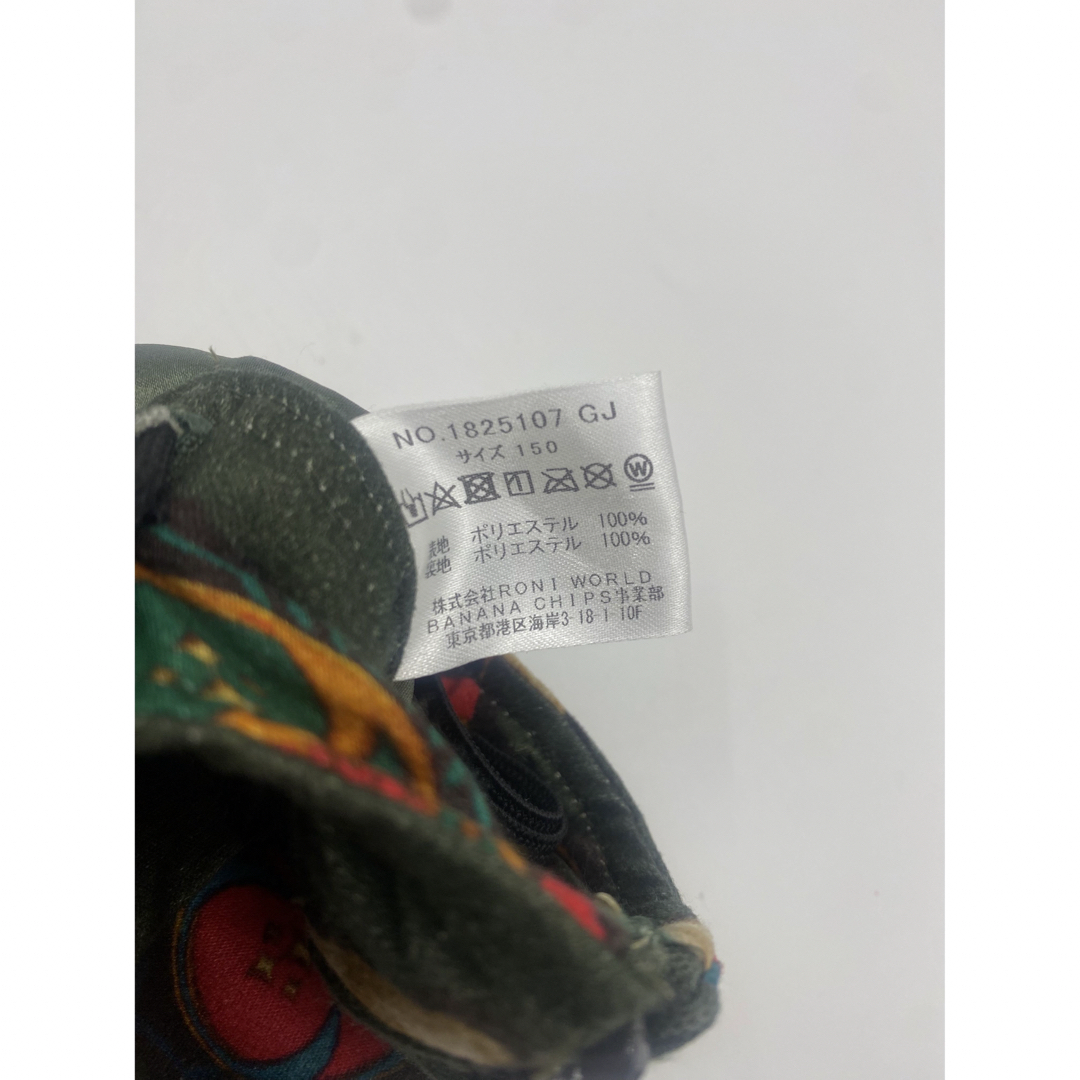 NO.1825107 GJ
サイズ 150
W
表地 ポリエステル 100%
裏地 ポリエステル 100%
株式会社RONI WORLD
BANANA CHIPS事業部
東京都港区海岸3-18-1 10F